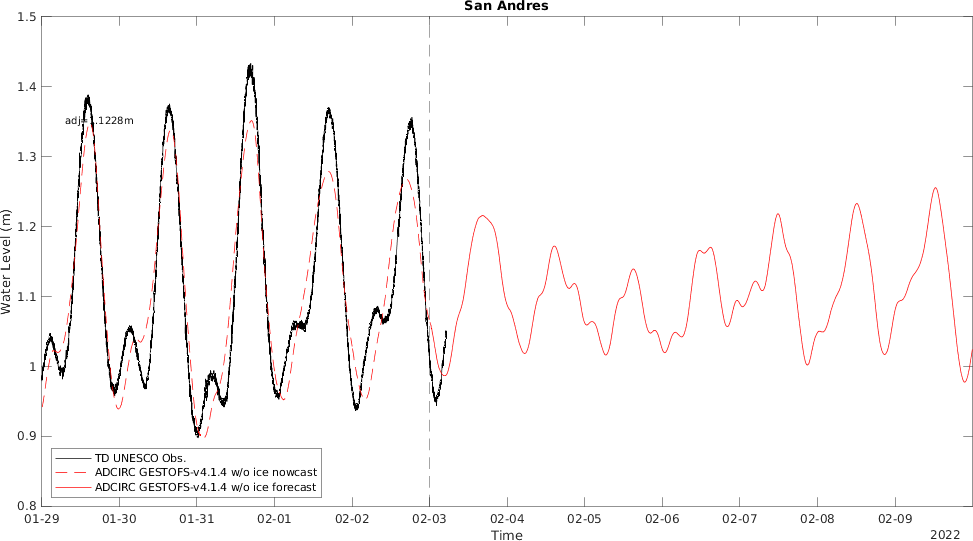 San Andres
1.5
1.4
adj=1.1228m
1.3
1.2
1.1
1
0.9
0.8
Water Level (m)
TD UNESCO Obs.
ADCIRC GESTOFS-v4.1.4 w/o ice nowcast
ADCIRC GESTOFS-v4.1.4 w/o ice forecast
01-29 01-30 01-31 02-01 02-02 02-03 02-04 02-05 02-06 02-07 02-08 02-09
Time
2022